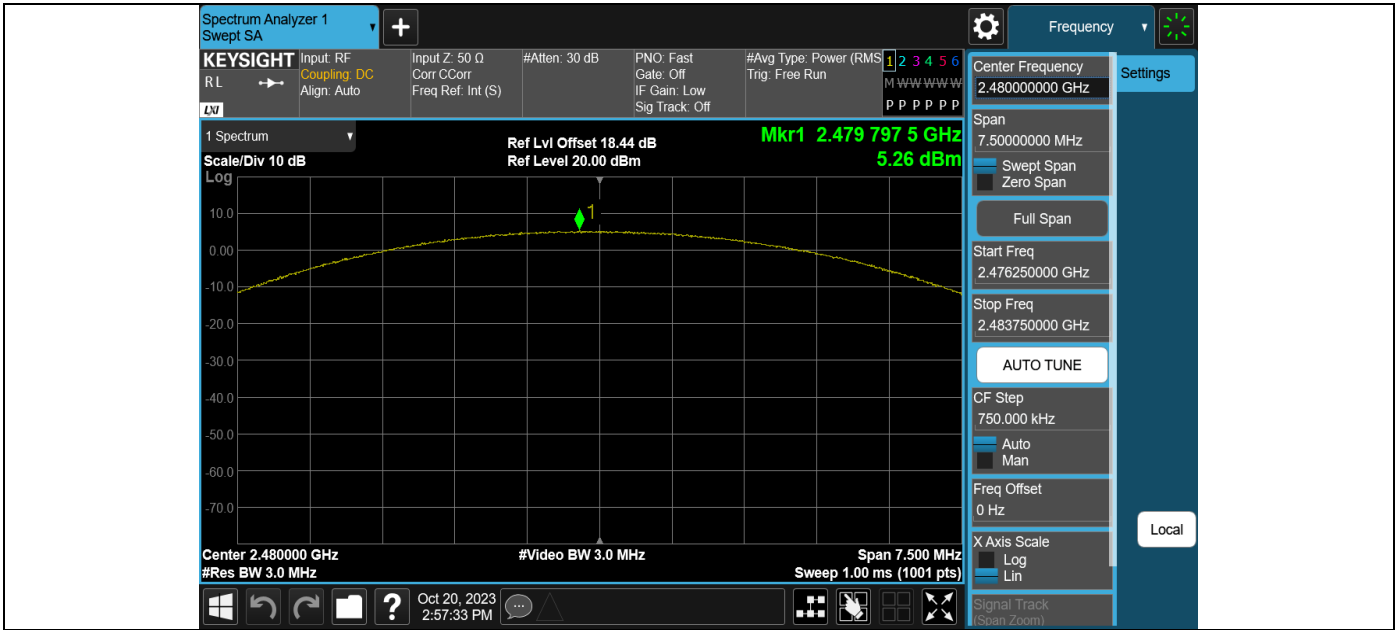 Spectrum Analyzer 1
Swept SA
+
Frequency
KEYSIGHT
RL
LXI
Input: RF
Coupling: DC
Align: Auto
Input Z: 50 Ω
Corr CCorr
Freq Ref: Int (S)
#Atten: 30 dB
PNO: Fast
Gate: Off
IF Gain: Low
Sig Track: Off
#Avg Type: Power (RMS
Trig: Free Run
1 2 3 4 5 6
M W W W W W
P P P P P P
1 Spectrum
Scale/Div 10 dB
Log
Ref Lvl Offset 18.44 dB
Ref Level 20.00 dBm
Mkr1 2.479 797 5 GHz
5.26 dBm
1
10.0
0.00
-10.0
-20.0
-30.0
-40.0
-50.0
-60.0
-70.0
Center 2.480000 GHz
#Video BW 3.0 MHz
Span 7.500 MHz
#Res BW 3.0 MHz
Sweep 1.00 ms (1001 pts)
?
Oct 20, 2023
2:57:33 PM
Center Frequency
2.480000000 GHz
Span
7.50000000 MHz
Swept Span
Zero Span
Full Span
Start Freq
2.476250000 GHz
Stop Freq
2.483750000 GHz
AUTO TUNE
CF Step
750.000 kHz
Auto
Man
Freq Offset
0 Hz
X Axis Scale
Log
Lin
Signal Track
(Span Zoom)
Settings
Local